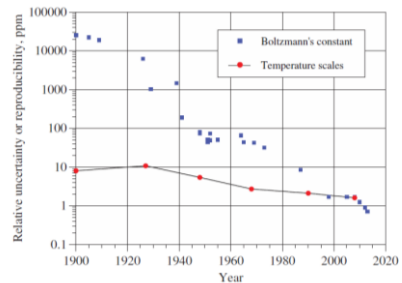 Relative uncertainty or reproducibility, ppm
100000
10000
1000
100
10
1
0.1
Boltzmann's constant
Temperature scales
1900 1920 1940 1960 1980 2000 2020
Year